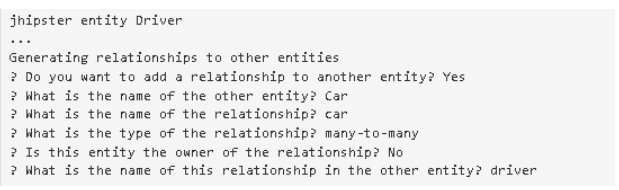 jhipster entity Driver
...
Generating relationships to other entities
? Do you want to add a relationship to another entity? Yes
? What is the name of the other entity? Car
? What is the name of the relationship? car
? What is the type of the relationship? many-to-many
? Is this entity the owner of the relationship? No
? What is the name of this relationship in the other entity? driver